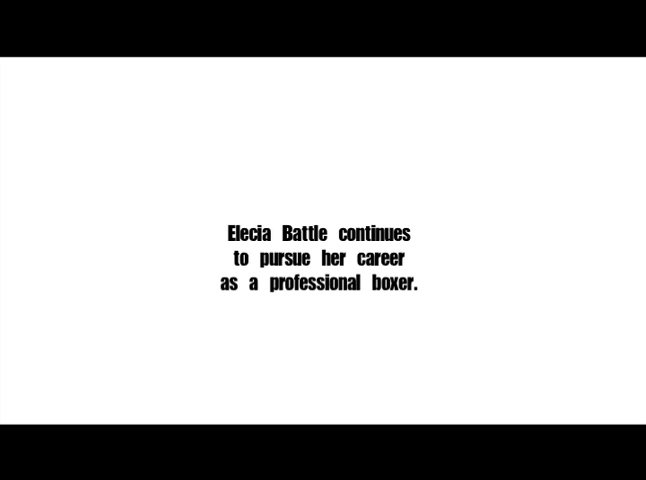 Elecia Battle continues
to pursue her career
as a professional boxer.